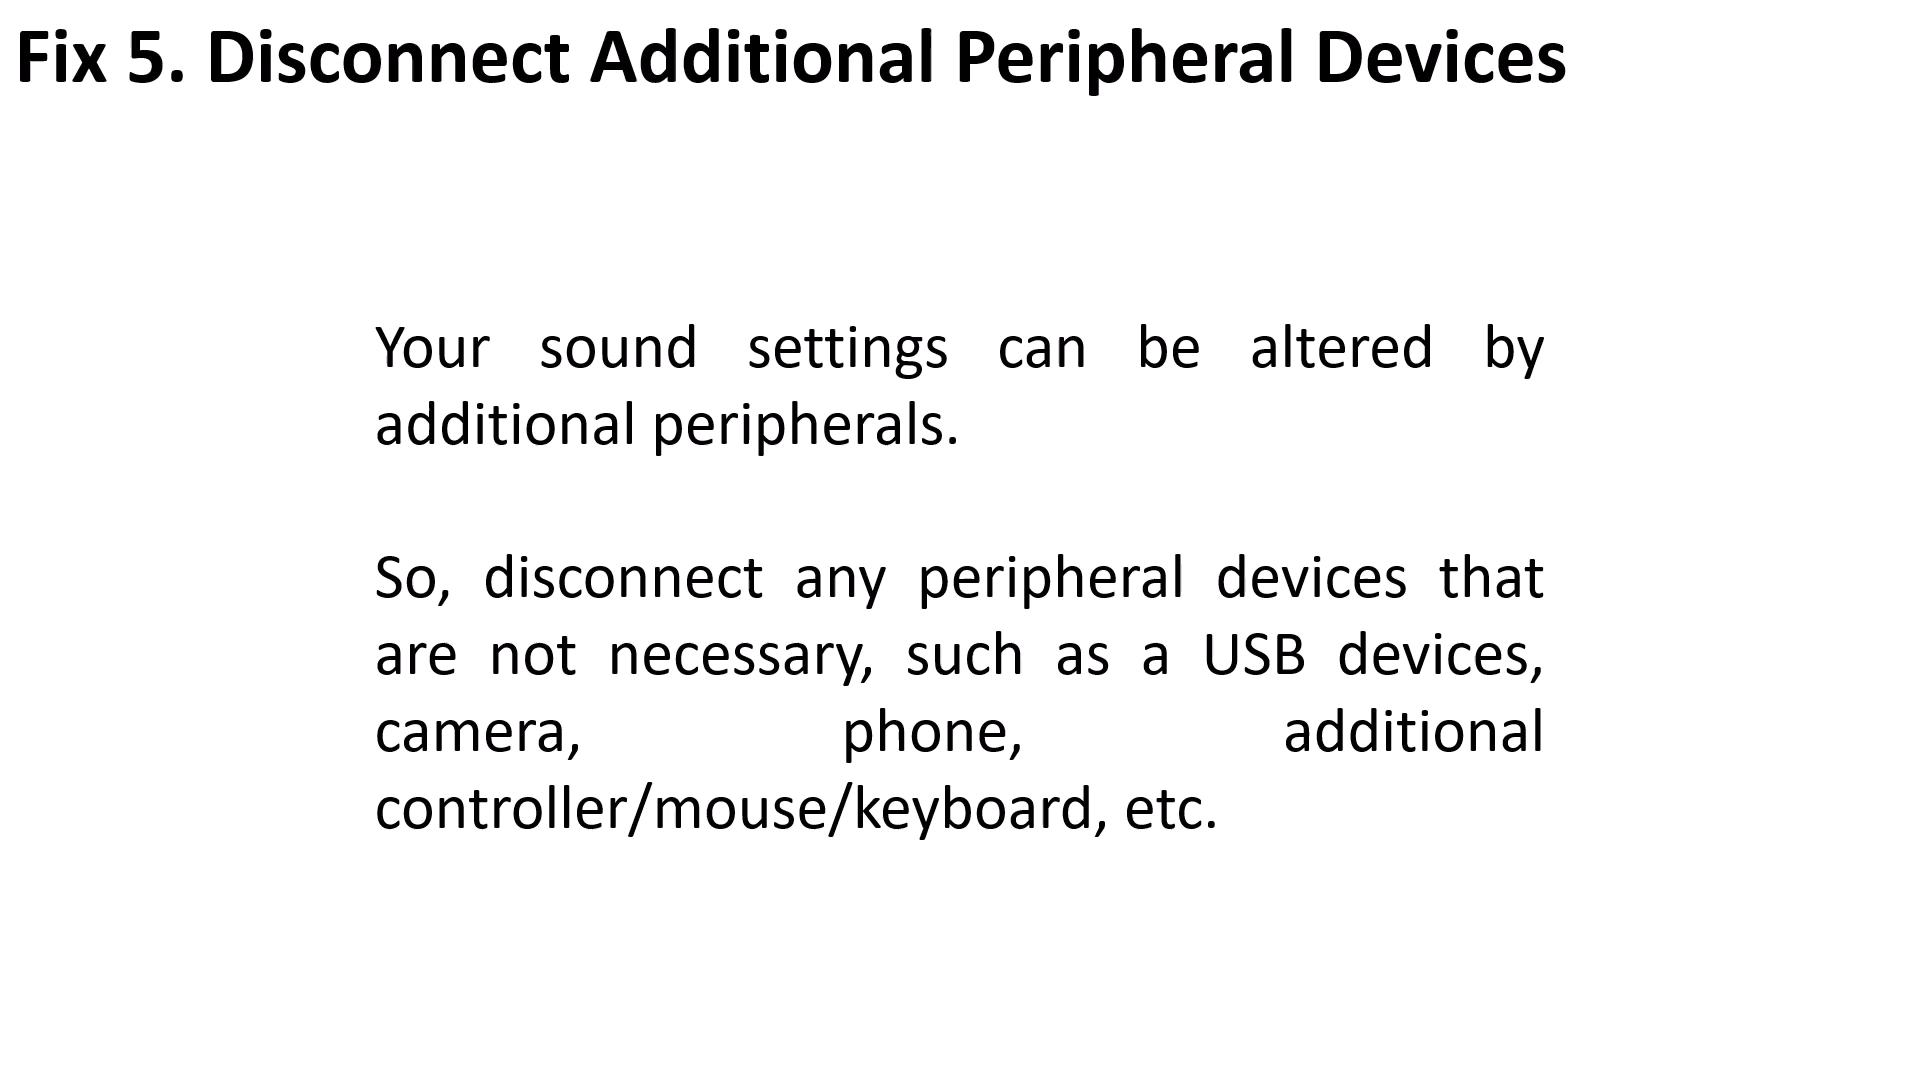 Fix 5. Disconnect Additional Peripheral Devices
Your sound settings can be altered by
additional peripherals.
So, disconnect any peripheral devices that
are not necessary, such as a USB devices,
camera, phone, additional
controller/mouse/keyboard, etc.